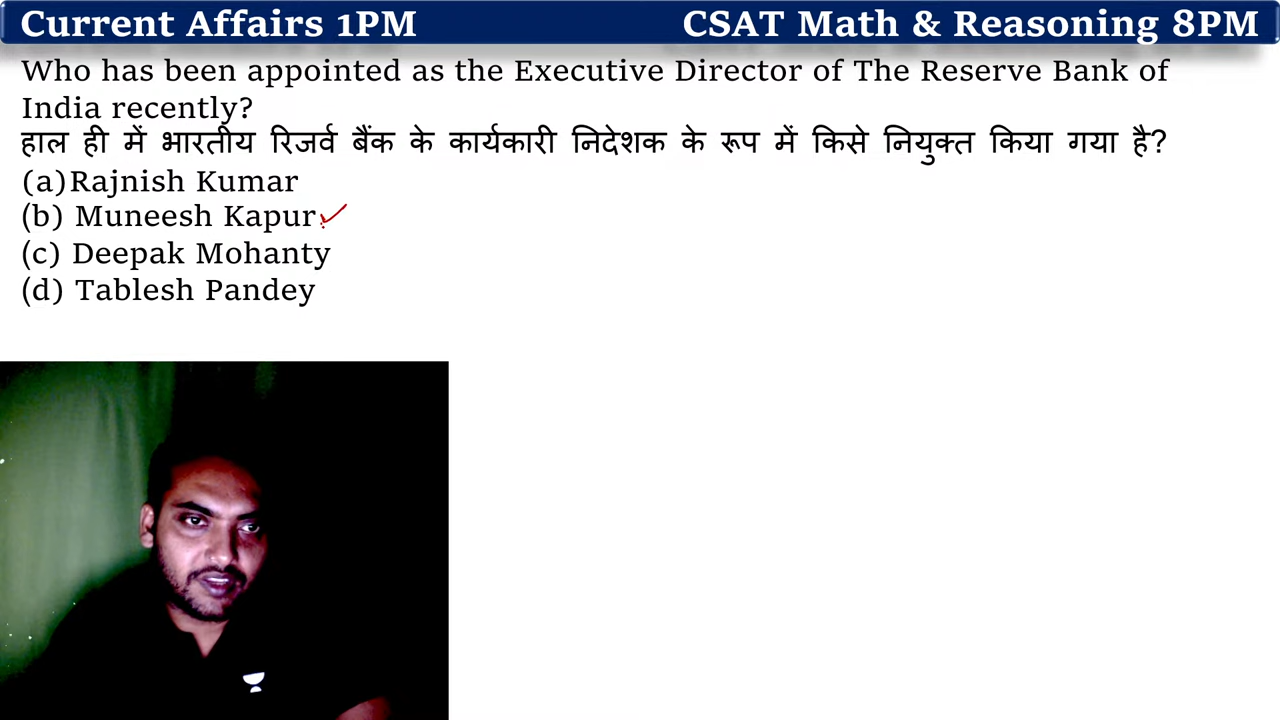 Current Affairs 1PM
CSAT Math & Reasoning 8PM
Who has been appointed as the Executive Director of The Reserve Bank of
India recently?
हाल ही में भारतीय रिजर्व बैंक के कार्यकारी निदेशक के रूप में किसे नियुक्त किया गया है?
(a)Rajnish Kumar
(b) Muneesh Kapur
(c) Deepak Mohanty
(d) Tablesh Pandey